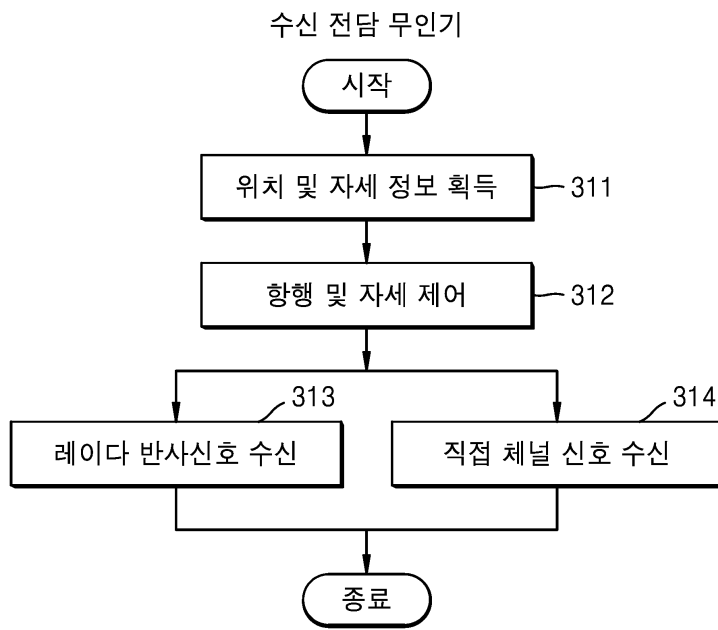 수신 전담 무인기
시작
위치 및 자세 정보 획득
311
항행 및 자세 제어
312
313
314
레이다 반사신호 수신
직접 체널 신호 수신
종료